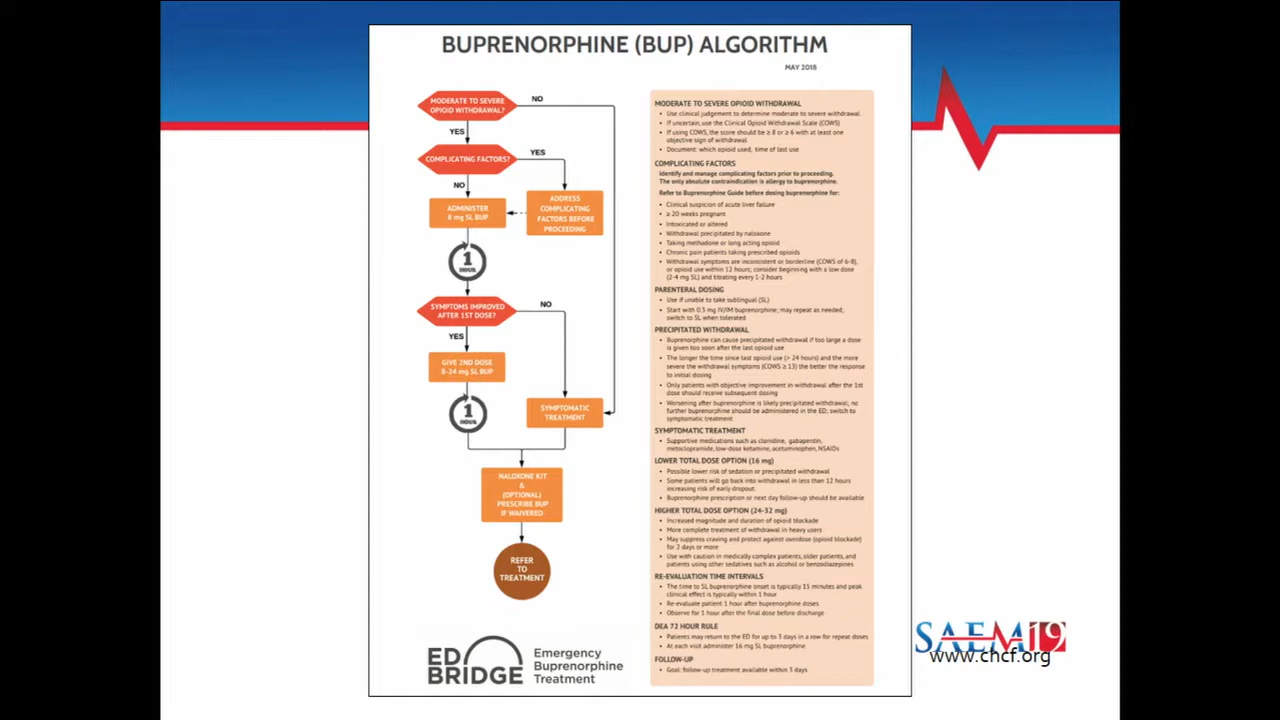 BUPRENORPHINE (BUP) ALGORITHM
MAY 2018
MODERATE TO SEVERE
OPIOID WITHDRAWAL?
NO
YES
COMPLICATING FACTORS?
YES
NO
ADMINISTER
8 mg SL BUP
ADDRESS
COMPLICATING
FACTORS BEFORE
PROCEEDING
1
HOUR
SYMPTOMS IMPROVED
AFTER 1ST DOSE?
NO
YES
GIVE 2ND DOSE
8-24 mg SL BUP
1
HOUR
SYMPTOMATIC
TREATMENT
NALOXONE KIT
&
(OPTIONAL)
PRESCRIBE BUP
IF WAIVERED
REFER
TO
TREATMENT
ED
BRIDGE
Emergency
Buprenorphine
Treatment
MODERATE TO SEVERE OPIOID WITHDRAWAL
• Use clinical judgement to determine moderate to severe withdrawal
• If uncertain, use the Clinical Opioid Withdrawal Scale (COWS)
• If using COWS, the score should be ≥ 8 or ≥ 6 with at least one
objective sign of withdrawal
• Document: which opioid used, time of last use
COMPLICATING FACTORS
Identify and manage complicating factors prior to proceeding.
The only absolute contraindication is allergy to buprenorphine.
Refer to Buprenorphine Guide before dosing buprenorphine for:
• Clinical suspicion of acute liver failure
• ≥ 20 weeks pregnant
• Intoxicated or altered
• Withdrawal precipitated by naloxone
• Taking methadone or long acting opioid
• Chronic pain patients taking prescribed opioids
• Withdrawal symptoms are inconsistent or borderline (COWS of 6-8),
or opioid use within 12 hours; consider beginning with a low dose
(2-4 mg SL) and titrating every 1-2 hours
PARENTERAL DOSING
• Use if unable to take sublingual (SL)
• Start with 0.3 mg IV/IM buprenorphine; may repeat as needed;
switch to SL when tolerated
PRECIPITATED WITHDRAWAL
• Buprenorphine can cause precipitated withdrawal if too large a dose
is given too soon after the last opioid use
• The longer the time since last opioid use (> 24 hours) and the more
severe the withdrawal symptoms (COWS ≥ 13) the better the response
to initial dosing
• Only patients with objective improvement in withdrawal after the 1st
dose should receive subsequent dosing
• Worsening after buprenorphine is likely precipitated withdrawal; no
further buprenorphine should be administered in the ED; switch to
symptomatic treatment
SYMPTOMATIC TREATMENT
• Supportive medications such as clonidine, gabapentin,
metoclopramide, low-dose ketamine, acetaminophen, NSAIDs
LOWER TOTAL DOSE OPTION (16 mg)
• Possible lower risk of sedation or precipitated withdrawal
• Some patients will go back into withdrawal in less than 12 hours
increasing risk of early dropout
• Buprenorphine prescription or next day follow-up should be available
HIGHER TOTAL DOSE OPTION (24-32 mg)
• Increased magnitude and duration of opioid blockade
• More complete treatment of withdrawal in heavy users
• May suppress craving and protect against overdose (opioid blockade)
for 2 days or more
• Use with caution in medically complex patients, older patients, and
patients using other sedatives such as alcohol or benzodiazepines
RE-EVALUATION TIME INTERVALS
• The time to SL buprenorphine onset is typically 15 minutes and peak
clinical effect is typically within 1 hour
• Re-evaluate patient 1 hour after buprenorphine doses
• Observe for 1 hour after the final dose before discharge
DEA 72 HOUR RULE
• Patients may return to the ED for up to 3 days in a row for repeat doses
• At each visit administer 16 mg SL buprenorphine
FOLLOW-UP
• Goal: follow-up treatment available within 3 days
SAEM19
www.chcf.org